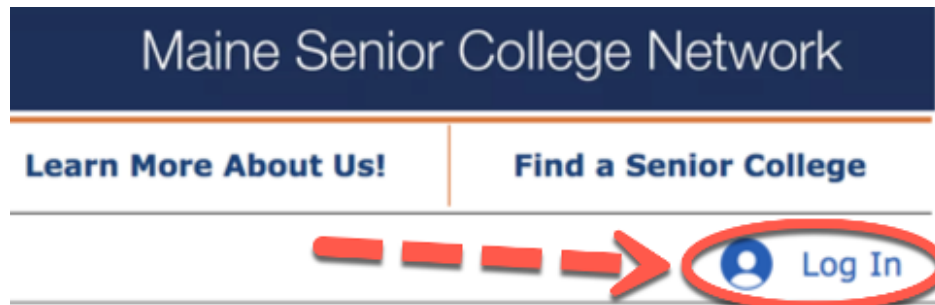 Maine Senior College Network
Learn More About Us! Find a Senior College
Log In